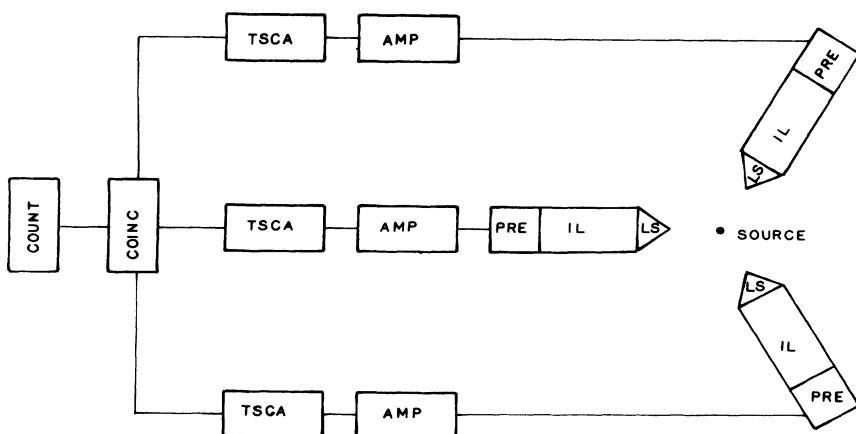 TSCA
AMP
PRE
IL
LS
COUNT
COINC
TSCA
AMP
PRE
IL
LS
SOURCE
LS
IL
PRE
TSCA
AMP